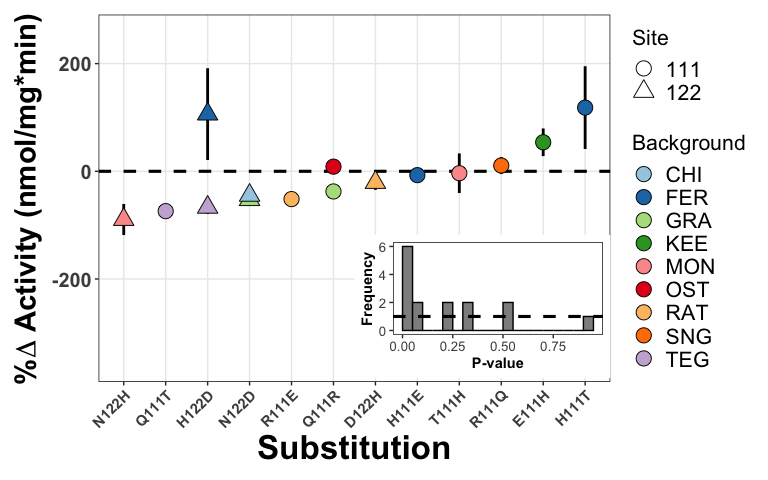 %Δ Activity (nmol/mg*min)
200
0
-200
N122H
Q111T
H122D
N122D
R111E
Q111R
D122H
H111E
T111H
R111Q
E111H
H111T
Substitution
Frequency
6
4
2
0
0.00
0.25
0.50
0.75
P-value
Site
111
122
Background
CHI
FER
GRA
KEE
MON
OST
RAT
SNG
TEG